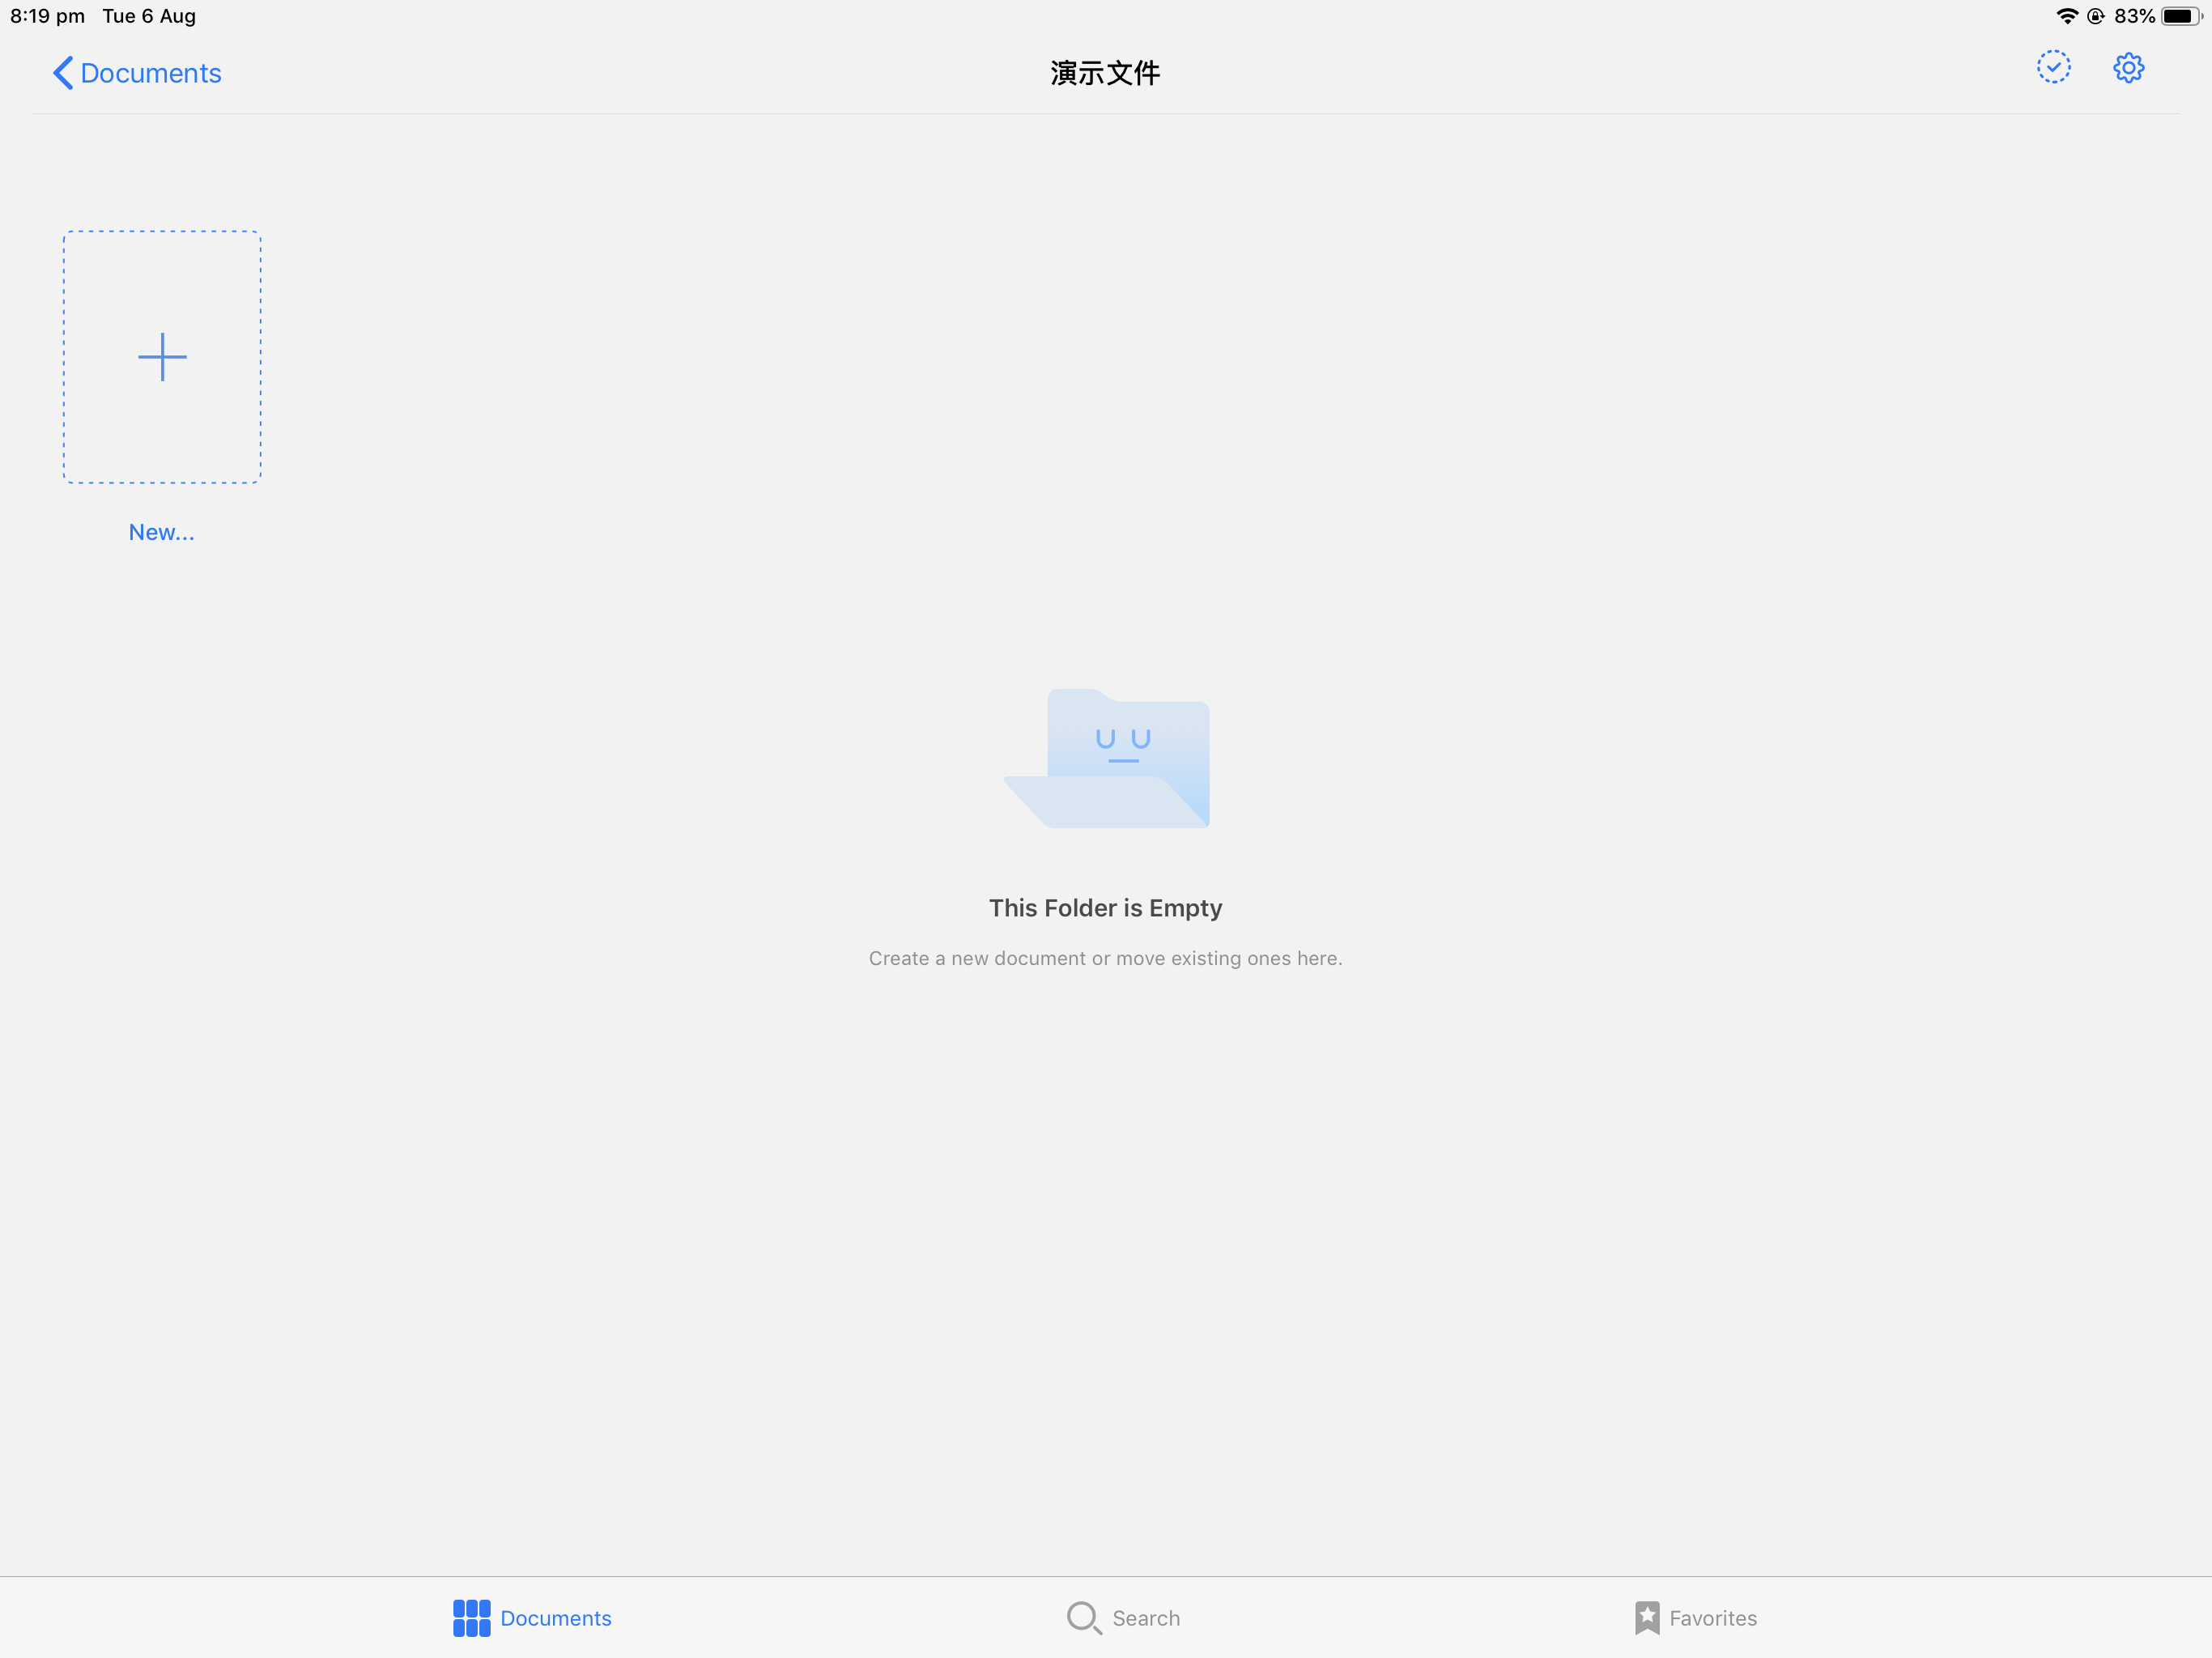 8:19 pm Tue 6 Aug 83%
Documents 演示文件
New...
This Folder is Empty
Create a new document or move existing ones here.
Documents Search Favorites